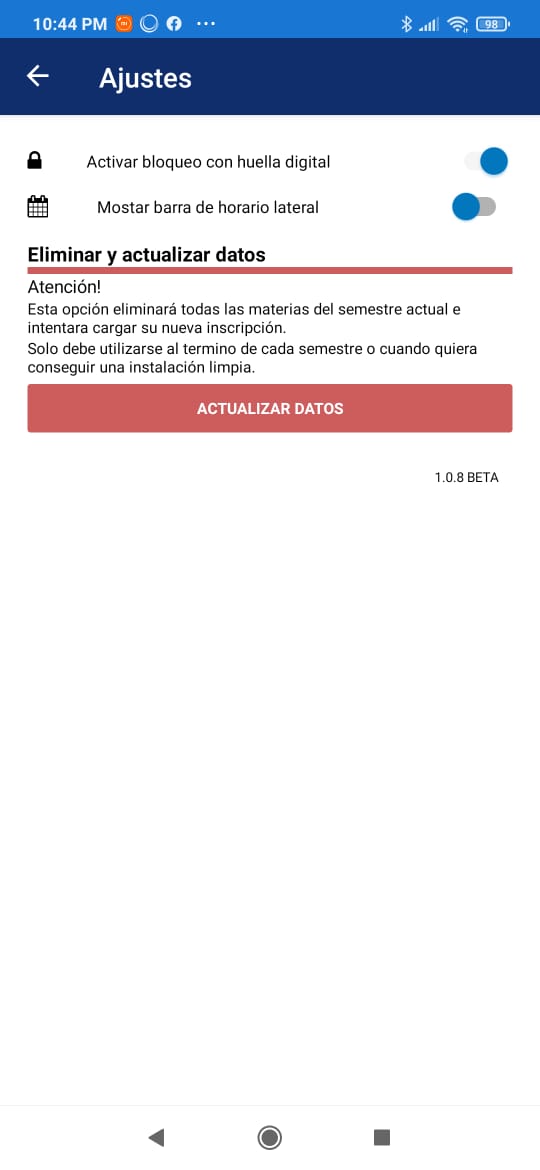 10:44 PM
98
Ajustes
Activar bloqueo con huella digital
Mostar barra de horario lateral
Eliminar y actualizar datos
Atención!
Esta opción eliminará todas las materias del semestre actual e
intentara cargar su nueva inscripción.
Solo debe utilizarse al termino de cada semestre o cuando quiera
conseguir una instalación limpia.
ACTUALIZAR DATOS
1.0.8 BETA